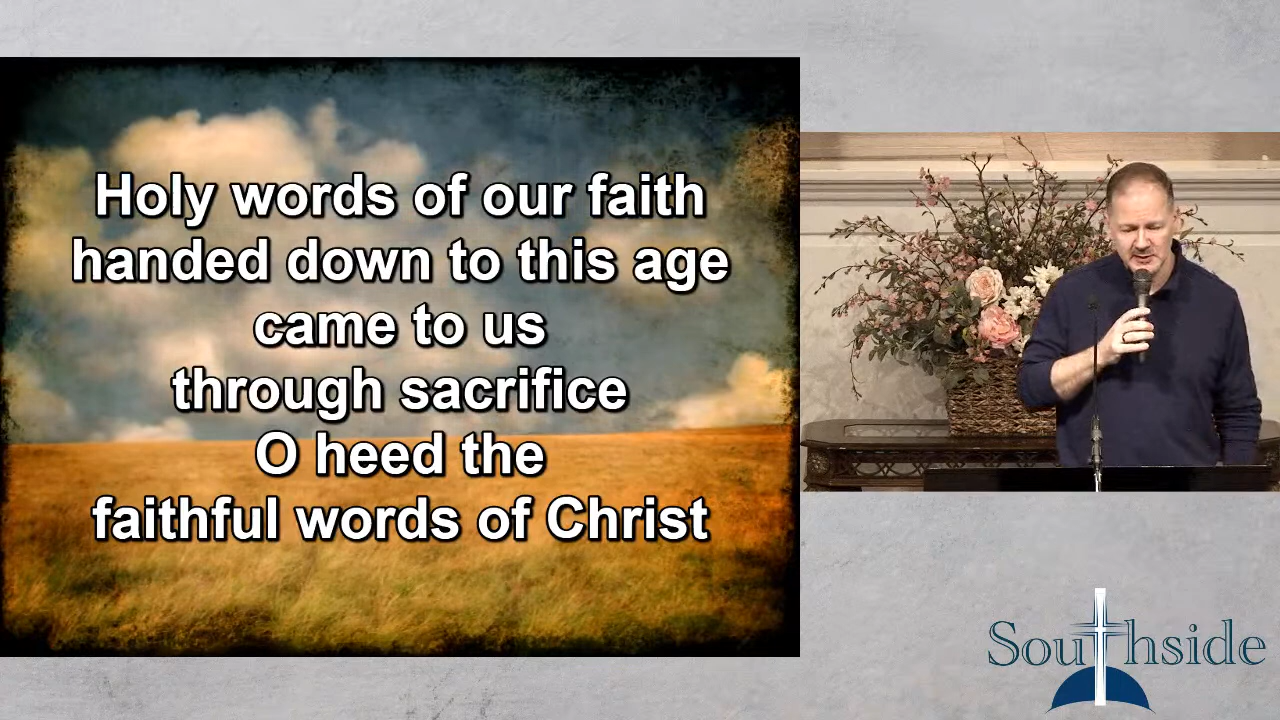 Holy words of our faith
handed down to this age
came to us
through sacrifice
O heed the
faithful words of Christ
Southside